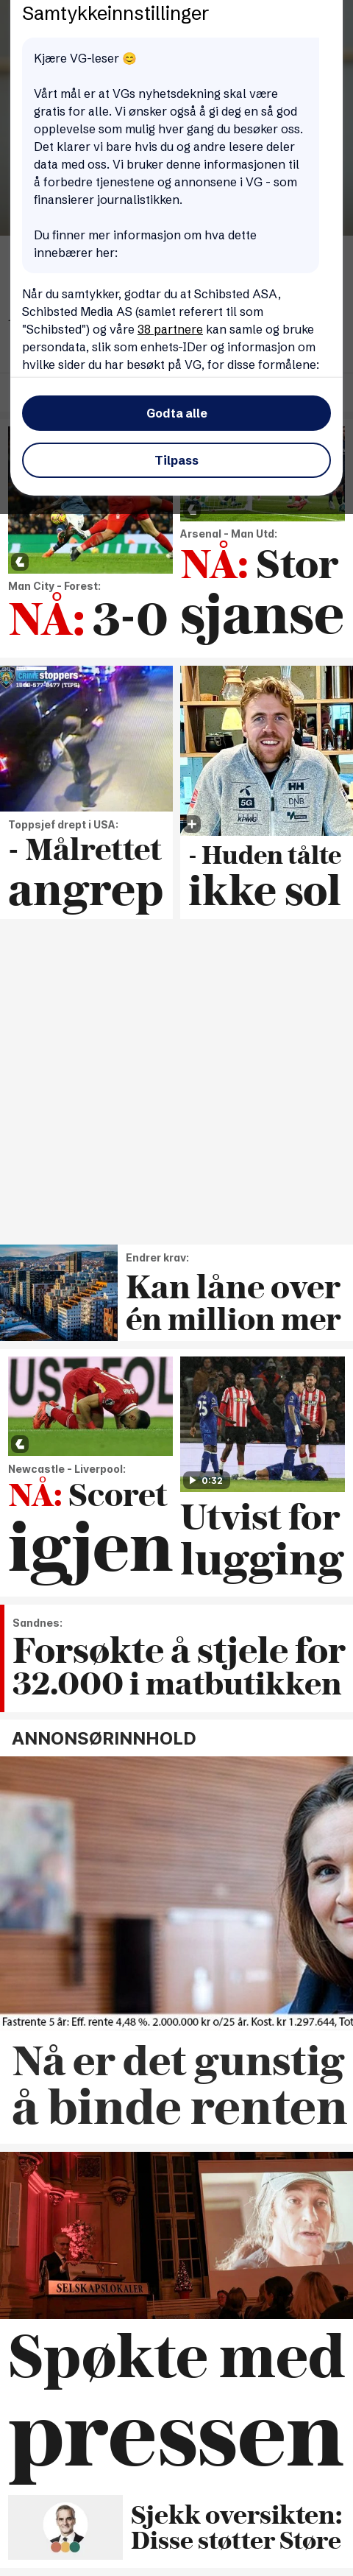 Samtykkeinnstillinger
Kjære VG-leser 😊
Vårt mål er at VGs nyhetsdekning skal være
gratis for alle. Vi ønsker også å gi deg en så god
opplevelse som mulig hver gang du besøker oss.
Det klarer vi bare hvis du og andre lesere deler
data med oss. Vi bruker denne informasjonen til
å forbedre tjenestene og annonsene i VG - som
finansierer journalistikken.
Du finner mer informasjon om hva dette
innebærer her:
Når du samtykker, godtar du at Schibsted ASA,
Schibsted Media AS (samlet referert til som
"Schibsted") og våre 38 partnere kan samle og bruke
persondata, slik som enhets-IDer og informasjon om
hvilke sider du har besøkt på VG, for disse formålene:
Godta alle
Tilpass
Man City - Forest:
NÅ: 3-0
Arsenal - Man Utd:
NÅ: Stor
sjanse
CRIME stoppers
1-800-577-8477 (TIPS)
Toppsjef drept i USA:
- Målrettet
angrep
5G
DNB
- Huden tålte
ikke sol
Endrer krav:
Kan låne over
én million mer
Newcastle - Liverpool:
NÅ: Scoret
igjen
25
0:32
Utvist for
lugging
Sandnes:
Forsøkte å stjele for
32.000 i matbutikken
ANNONSØRINNHOLD
Fastrente 5 år: Eff. rente 4,48 %. 2.000.000 kr o/25 år. Kost. kr 1.297.644, Tot
Nå er det gunstig
å binde renten
SELSKAPSLOKALER
Spøkte med
pressen
Sjekk oversikten:
Disse støtter Støre